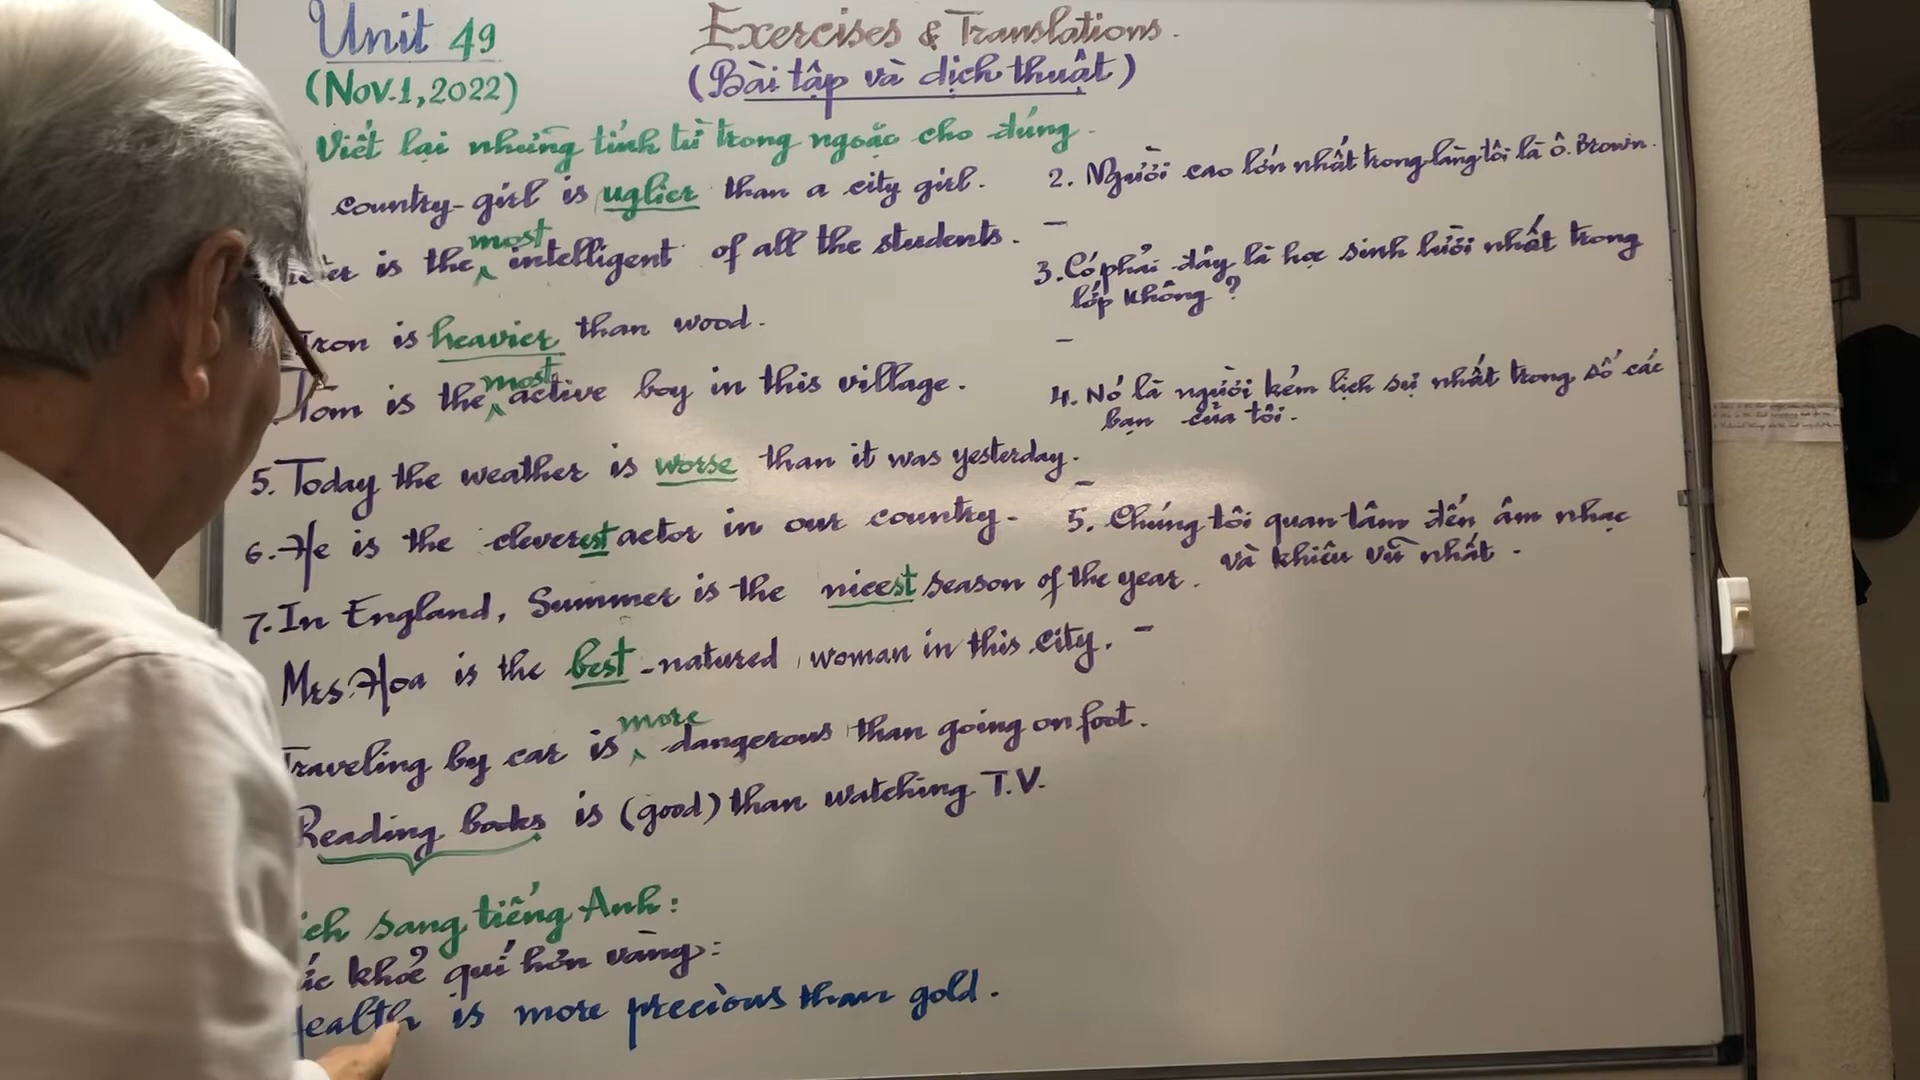 Unit 49
Exercises & Translations.
(Nov.1,2022)
(Bài tập và dịch thuật)
Viết lại những tính từ trong ngoặc cho đúng.
country-girl is uglier than a city girl.
most
is the intelligent of all the students.
Iron is heavier than wood.
most
Tom is the active boy in this village.
5. Today the weather is worse than it was yesterday.
6. He is the cleverest actor in our country.
7. In England, Summer is the nicest season of the year.
Mrs. Hoa is the best-natured woman in this city.
more
Traveling by car is dangerous than going on foot.
Reading books is (good) than watching T.V.
sang tiếng Anh:
khoẻ quí hơn vàng:
Health is more precious than gold.
2. Người cao lớn nhất trong làng tôi là ô. Brown.
–
3. Có phải đây là học sinh lười nhất trong
lớp không?
–
4. Nó là người kém lịch sự nhất trong số các
bạn của tôi.
–
5. Chúng tôi quan tâm đến âm nhạc
và khiêu vũ nhất.
–